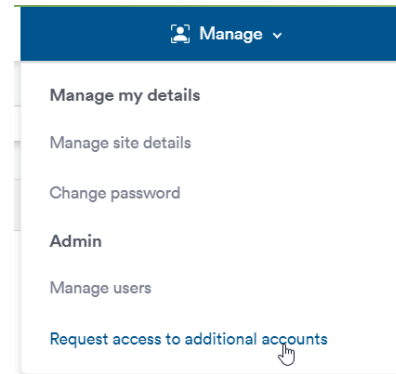 Manage
Manage my details
Manage site details
Change password
Admin
Manage users
Request access to additional accounts